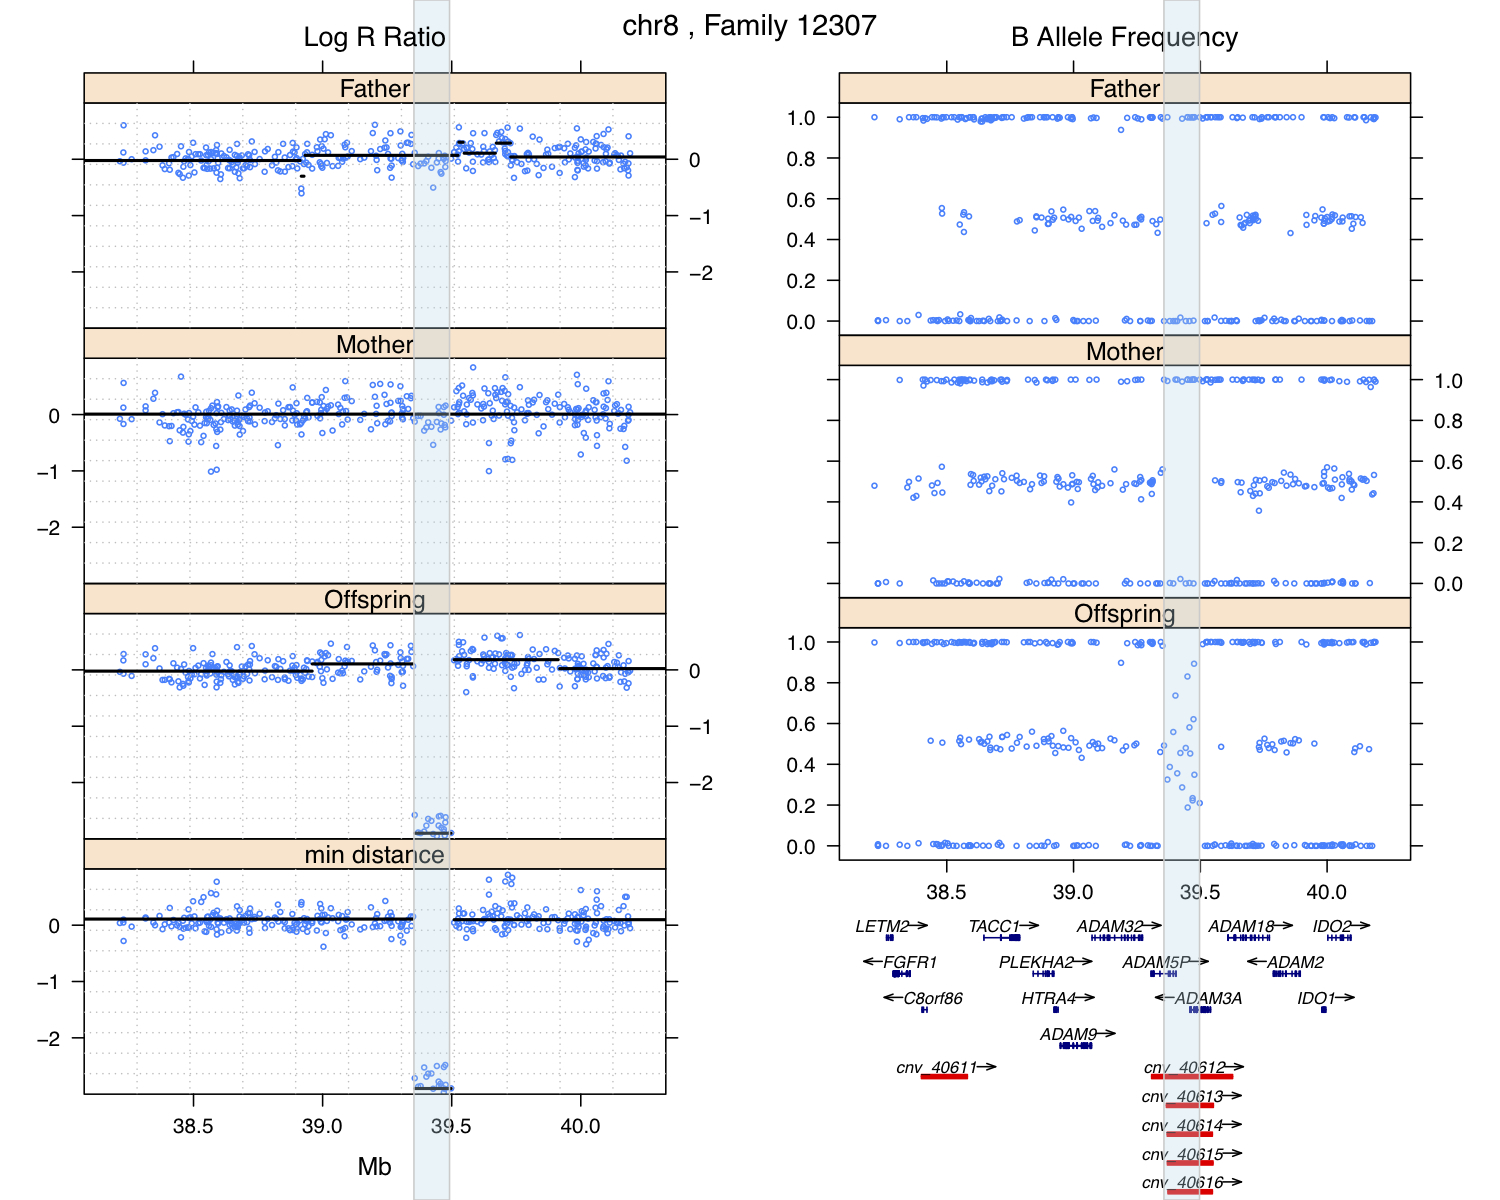 chr8 , Family 12307
Log R Ratio
B Allele Frequency
Father
0
−1
−2
Mother
0
−1
−2
Offspring
0
−1
−2
min distance
0
−1
−2
38.5 39.0 39.5 40.0
Mb
Father
1.0
0.8
0.6
0.4
0.2
0.0
Mother
1.0
0.8
0.6
0.4
0.2
0.0
Offspring
1.0
0.8
0.6
0.4
0.2
0.0
38.5 39.0 39.5 40.0
LETM2 TACC1 ADAM32 ADAM18 IDO2
FGFR1 PLEKHA2 ADAM5P ADAM2
C8orf86 HTRA4 ADAM3A IDO1
ADAM9
cnv_40611 cnv_40612
cnv_40613
cnv_40614
cnv_40615
cnv_40616